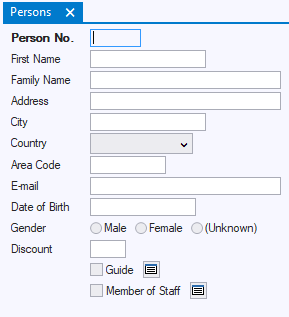 Persons
Person No.
First Name
Family Name
Address
City
Country
Area Code
E-mail
Date of Birth
Gender Male Female (Unknown)
Discount
Guide
Member of Staff